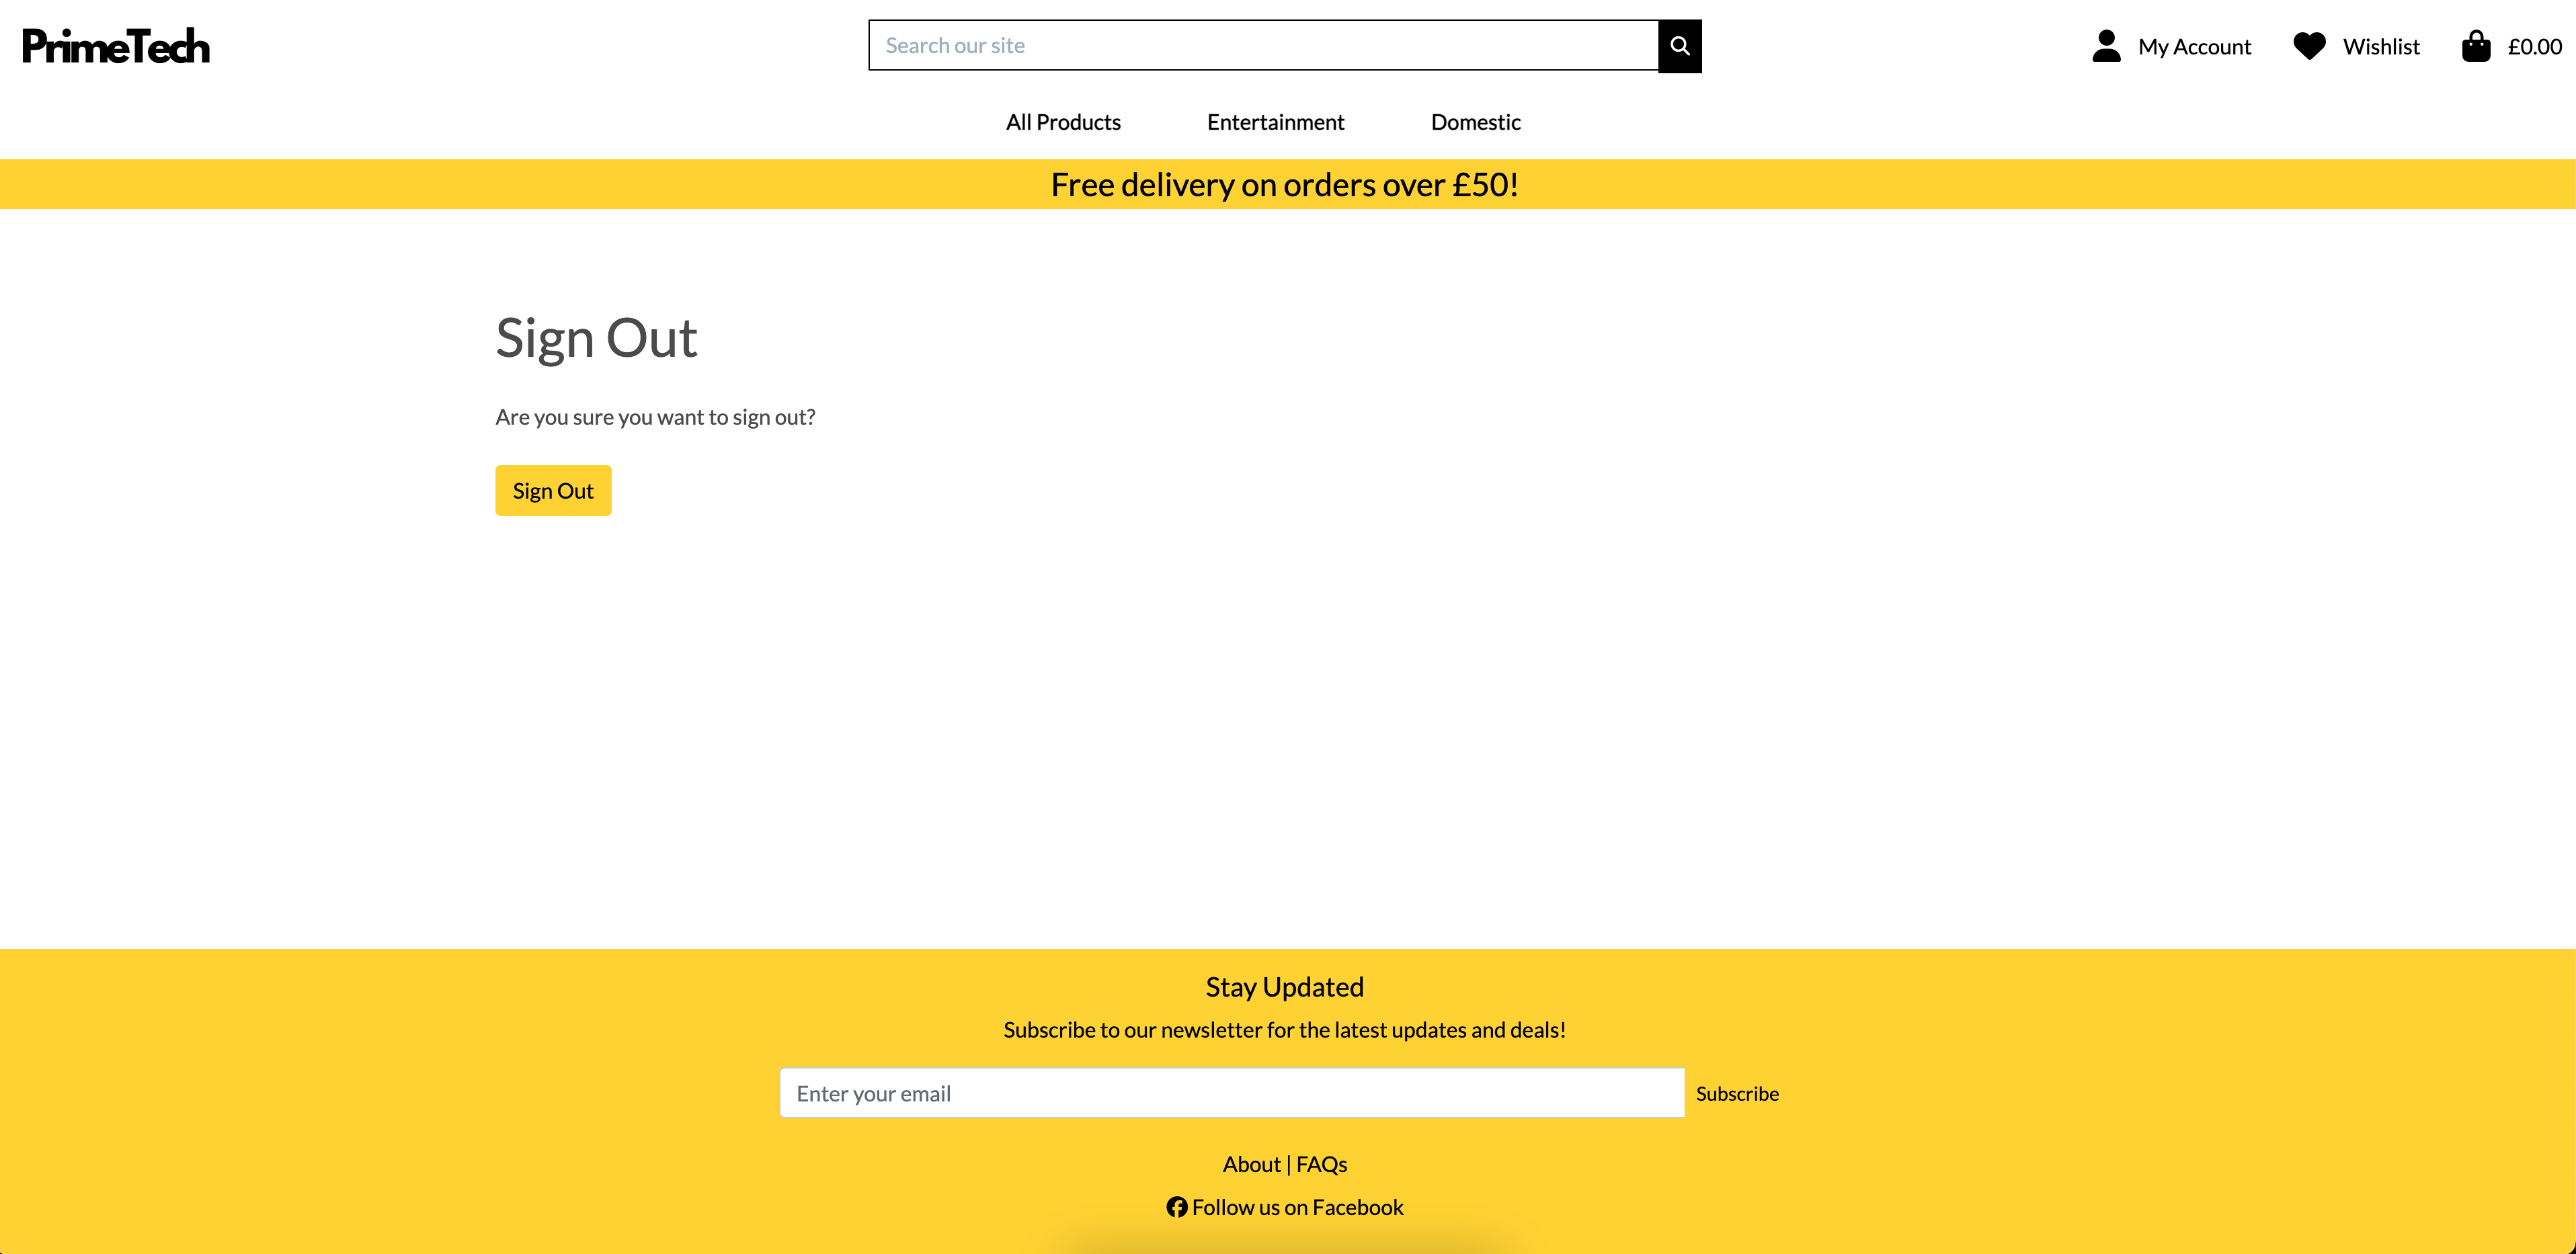 PrimeTech
Search our site
My Account
Wishlist
£0.00
All Products
Entertainment
Domestic
Free delivery on orders over £50!
Sign Out
Are you sure you want to sign out?
Sign Out
Stay Updated
Subscribe to our newsletter for the latest updates and deals!
Enter your email
Subscribe
About | FAQs
Follow us on Facebook